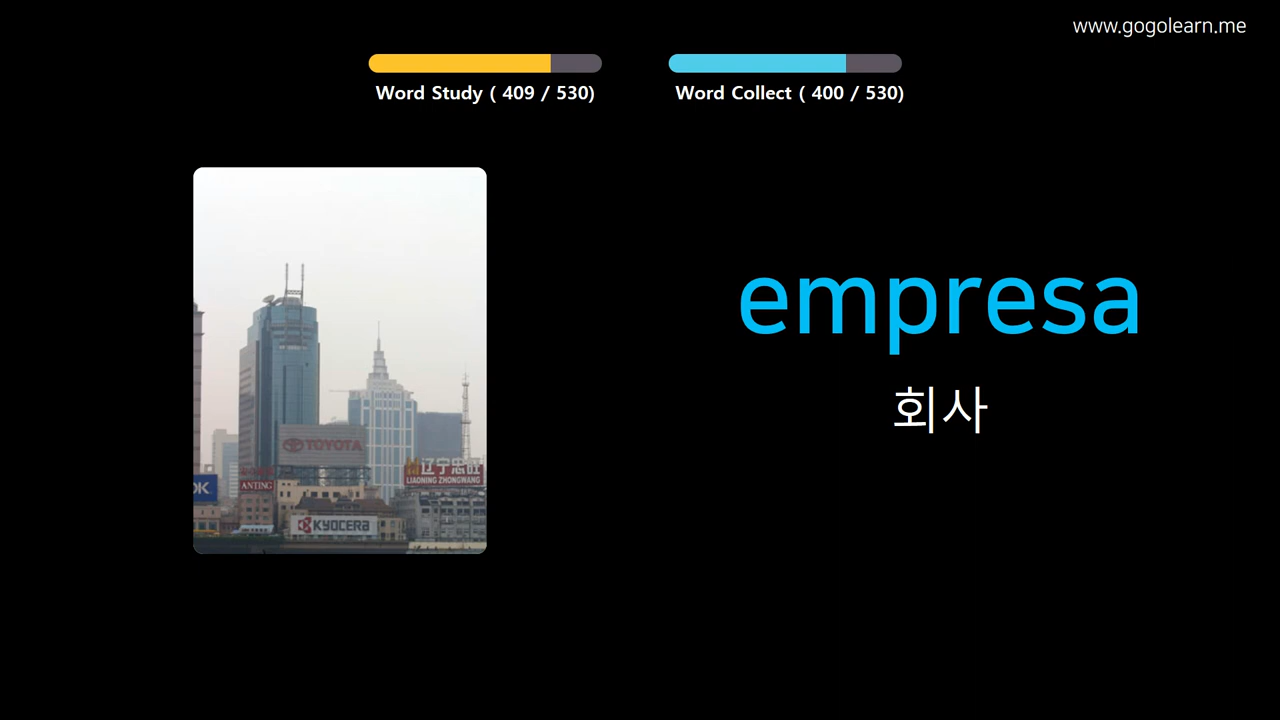 www.gogolearn.me
Word Study ( 409 / 530)
Word Collect ( 400 / 530)
empresa
회사
TOYOTA
辽宁忠旺
LIAONING ZHONGWANG
OK
ANTING
KYOCERA